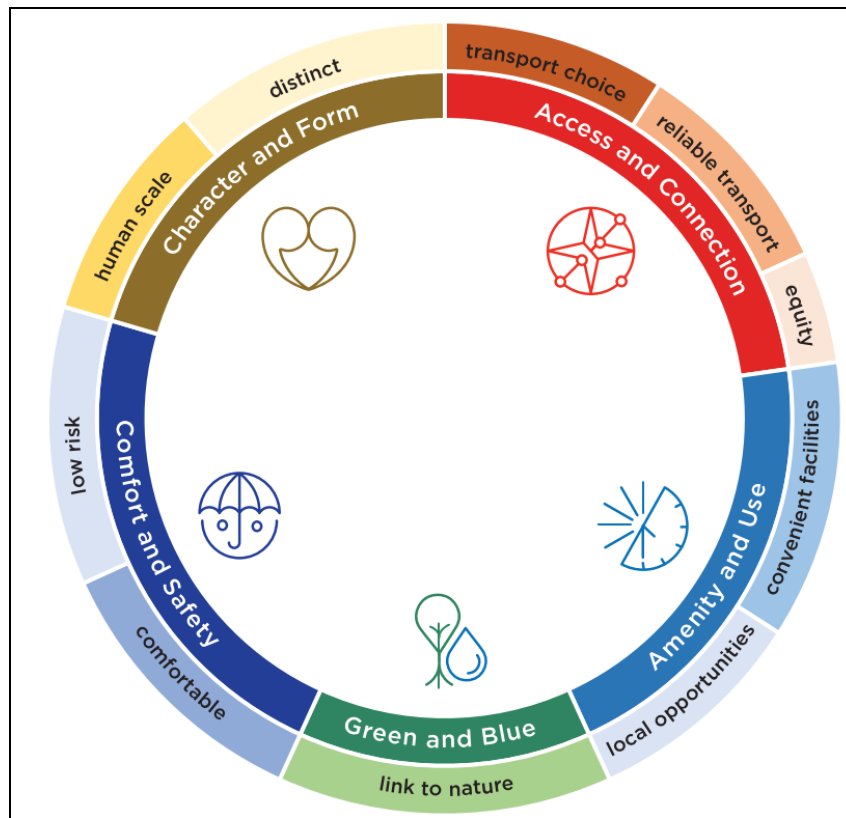 distinct
transport choice
Character and Form
Access and Connection
human scale
reliable transport
equity
low risk
Comfort and Safety
convenient facilities
Amenity and Use
comfortable
local opportunities
Green and Blue
link to nature